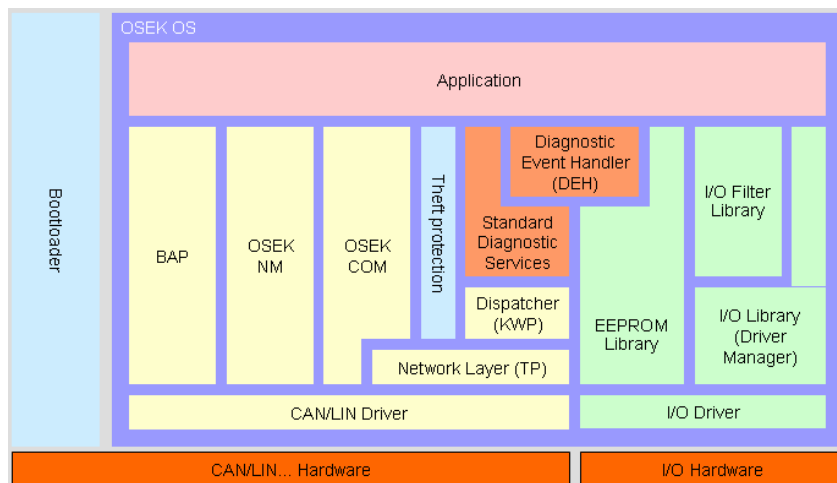 OSEK OS
Application
Bootloader
BAP
OSEK
NM
OSEK
COM
Theft protection
Diagnostic
Event Handler
(DEH)
Standard
Diagnostic
Services
Dispatcher
(KWP)
Network Layer (TP)
EEPROM
Library
I/O Filter
Library
I/O Library
(Driver
Manager)
CAN/LIN Driver
I/O Driver
CAN/LIN... Hardware
I/O Hardware